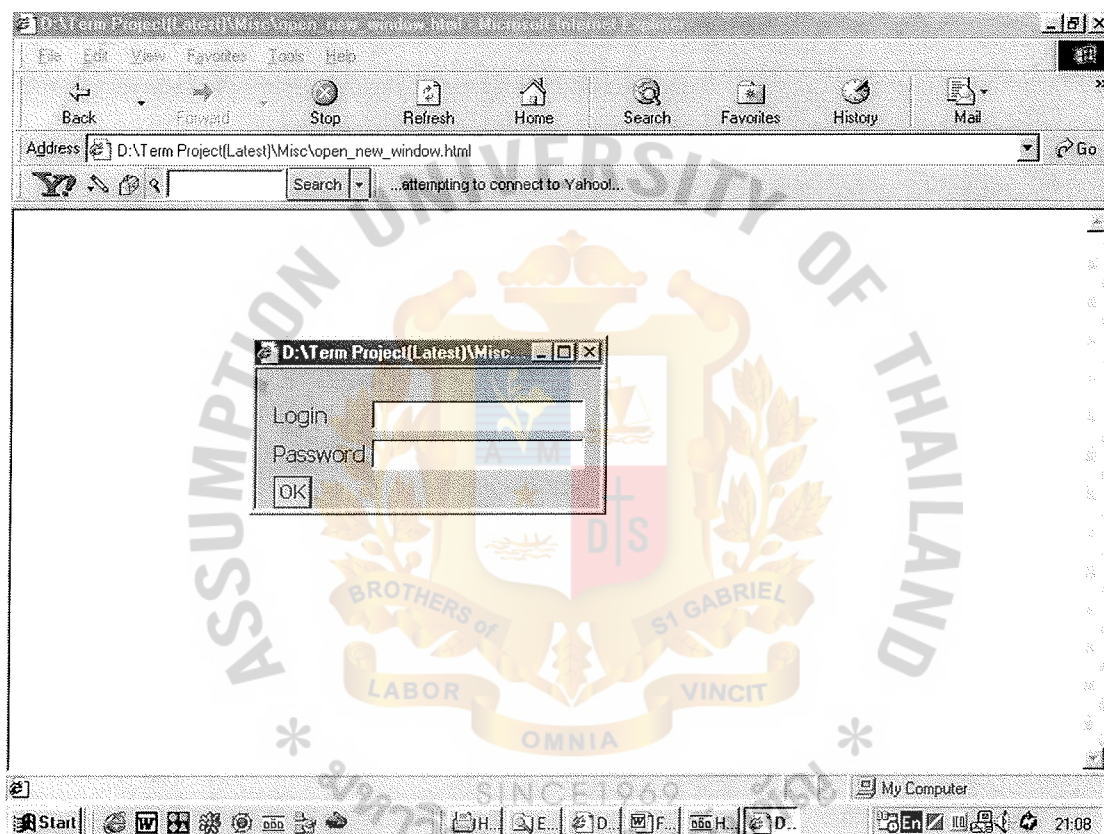 D:\Term Project(Latest)\Misc\open_new_window.html - Microsoft Internet Explorer
File Edit View Favorites Tools Help
Back Forward Stop Refresh Home Search Favorites History Mail
Address D:\Term Project(Latest)\Misc\open_new_window.html Go
Y? Search ...attempting to connect to Yahoo!...
ASSUMPTION UNIVERSITY OF THAILAND
D:\Term Project(Latest)\Misc...
Login
Password
OK
A M
D S
BROTHERS of ST GABRIEL
LABOR VINCIT
OMNIA
SINCE 1969
My Computer
Start H... E... D... F... H... D... En 21:08